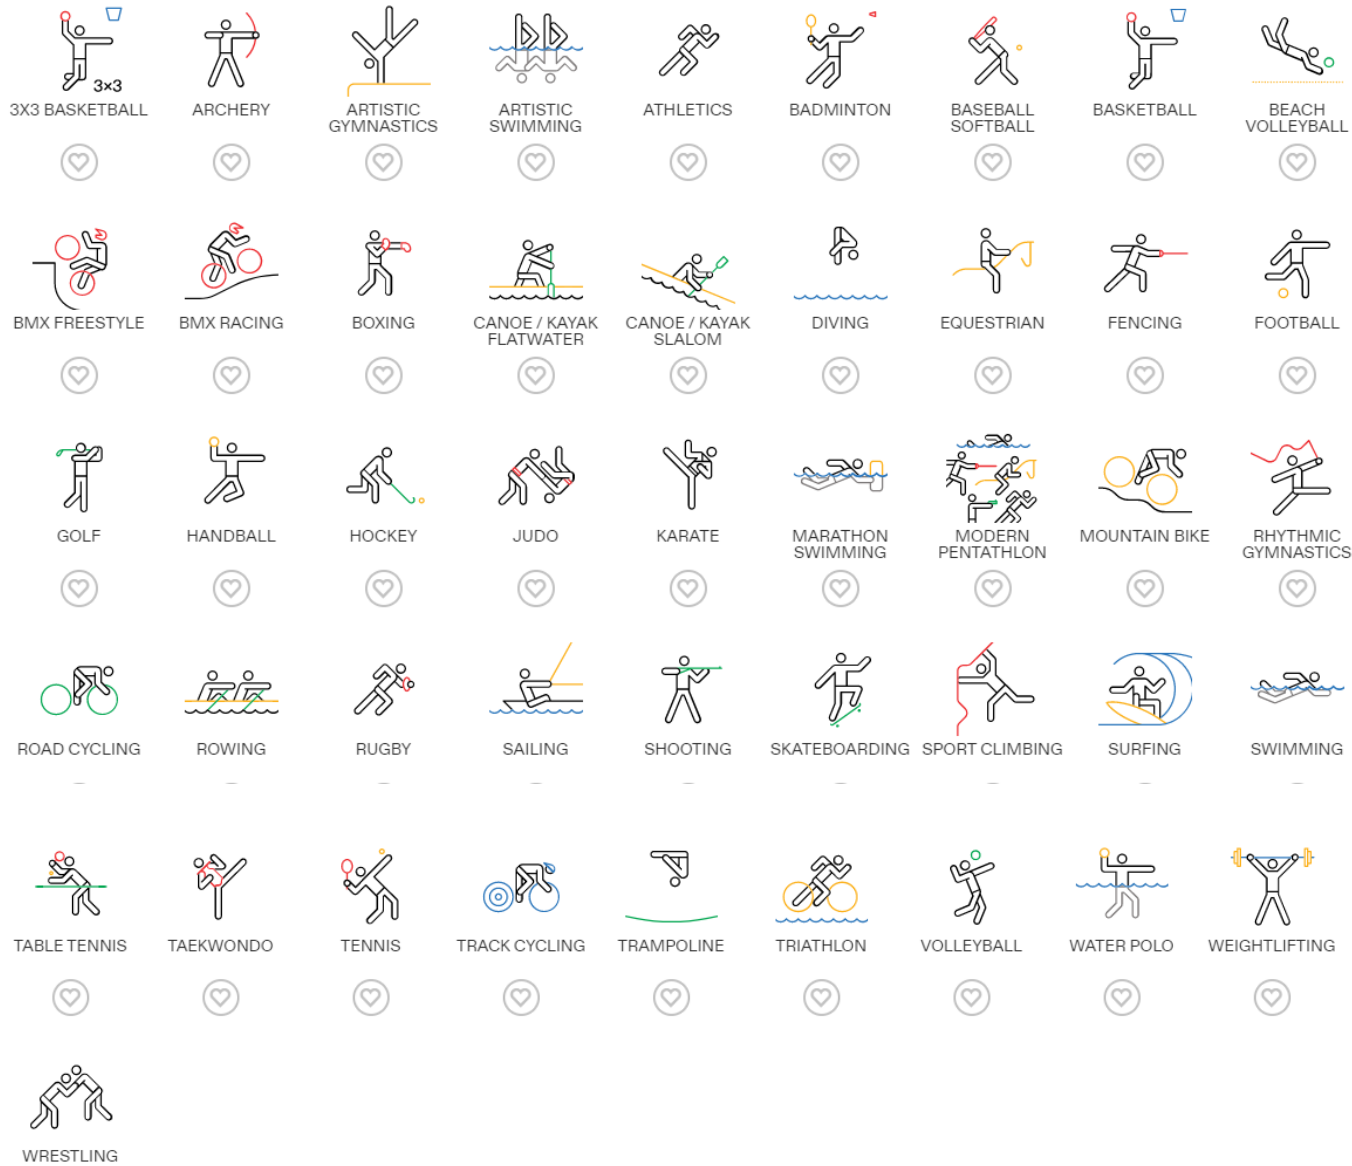 3×3
3X3 BASKETBALL
ARCHERY
ARTISTIC
GYMNASTICS
ARTISTIC
SWIMMING
ATHLETICS
BADMINTON
BASEBALL
SOFTBALL
BASKETBALL
BEACH
VOLLEYBALL
BMX FREESTYLE
BMX RACING
BOXING
CANOE / KAYAK
FLATWATER
CANOE / KAYAK
SLALOM
DIVING
EQUESTRIAN
FENCING
FOOTBALL
GOLF
HANDBALL
HOCKEY
JUDO
KARATE
MARATHON
SWIMMING
MODERN
PENTATHLON
MOUNTAIN BIKE
RHYTHMIC
GYMNASTICS
ROAD CYCLING
ROWING
RUGBY
SAILING
SHOOTING
SKATEBOARDING
SPORT CLIMBING
SURFING
SWIMMING
TABLE TENNIS
TAEKWONDO
TENNIS
TRACK CYCLING
TRAMPOLINE
TRIATHLON
VOLLEYBALL
WATER POLO
WEIGHTLIFTING
WRESTLING